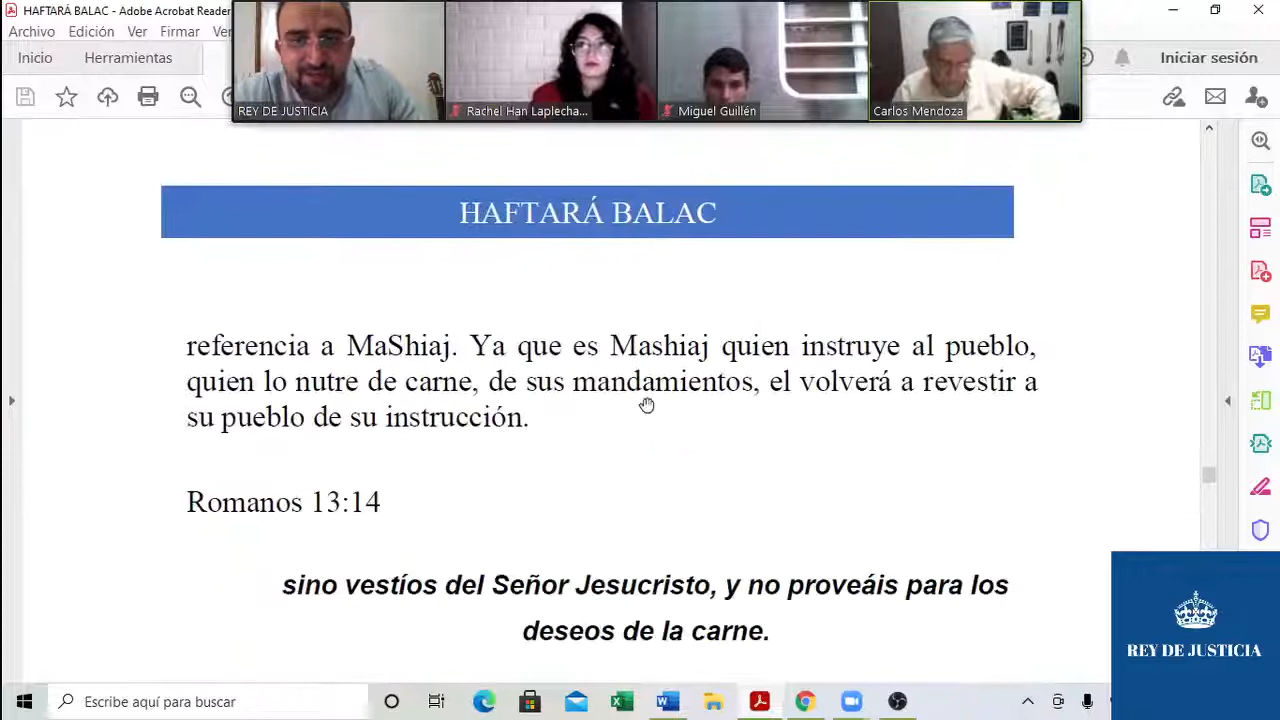 HAFTARÁ BALAC - Adobe Acrobat Reader
Archivo Edición Ver Firmar
Inicio Herramientas
Iniciar sesión
REY DE JUSTICIA
Rachel Han Laplecha...
Miguel Guillén
Carlos Mendoza
HAFTARÁ BALAC
referencia a MaShiaj. Ya que es Mashiaj quien instruye al pueblo,
quien lo nutre de carne, de sus mandamientos, el volverá a revestir a
su pueblo de su instrucción.
Romanos 13:14
sino vestíos del Señor Jesucristo, y no proveáis para los
deseos de la carne.
REY DE JUSTICIA
Escribe aquí para buscar